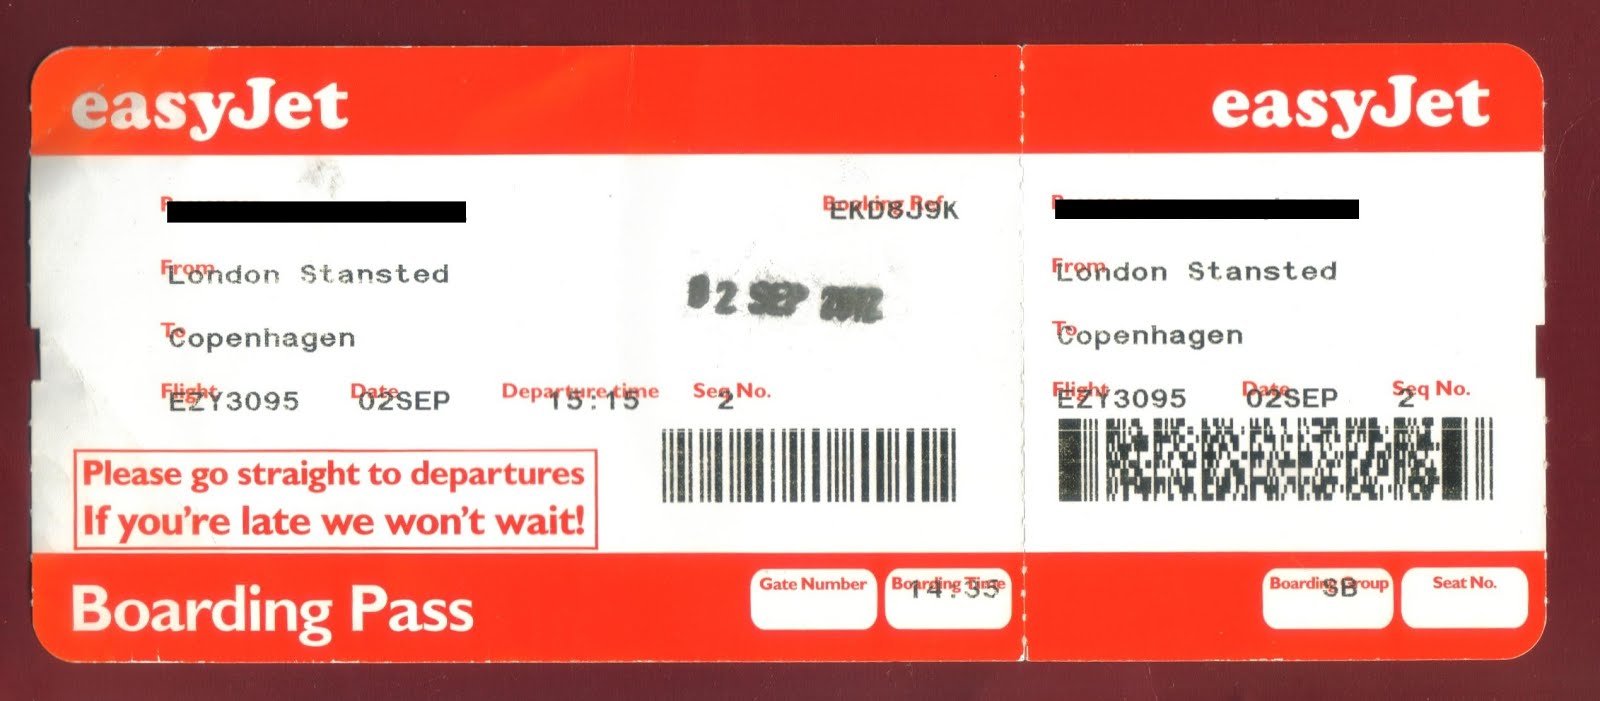 easyJet
Booking Ref
EKD8J9K
From
London Stansted
02 SEP 2012
To
Copenhagen
Flight Date Departure time Seq No.
EZY3095 02SEP 15:15 2
Please go straight to departures
If you're late we won't wait!
Boarding Pass
Gate Number Boarding Time
14:35
easyJet
From
London Stansted
To
Copenhagen
Flight Date Seq No.
EZY3095 02SEP 2
Boarding Group Seat No.
SB